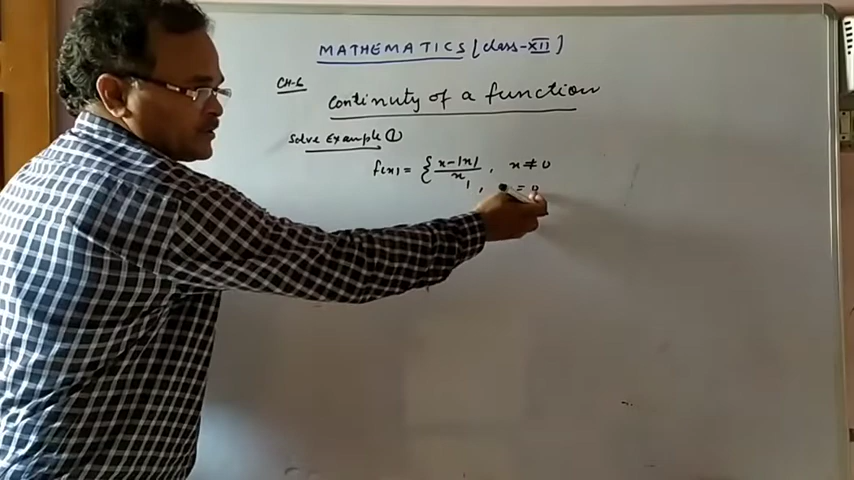 MATHEMATICS [class-XII]
CH-6
Continuity of a function
Solve Example ①
f(x) = { x-|x| / x , x ≠ 0
1 , = 0